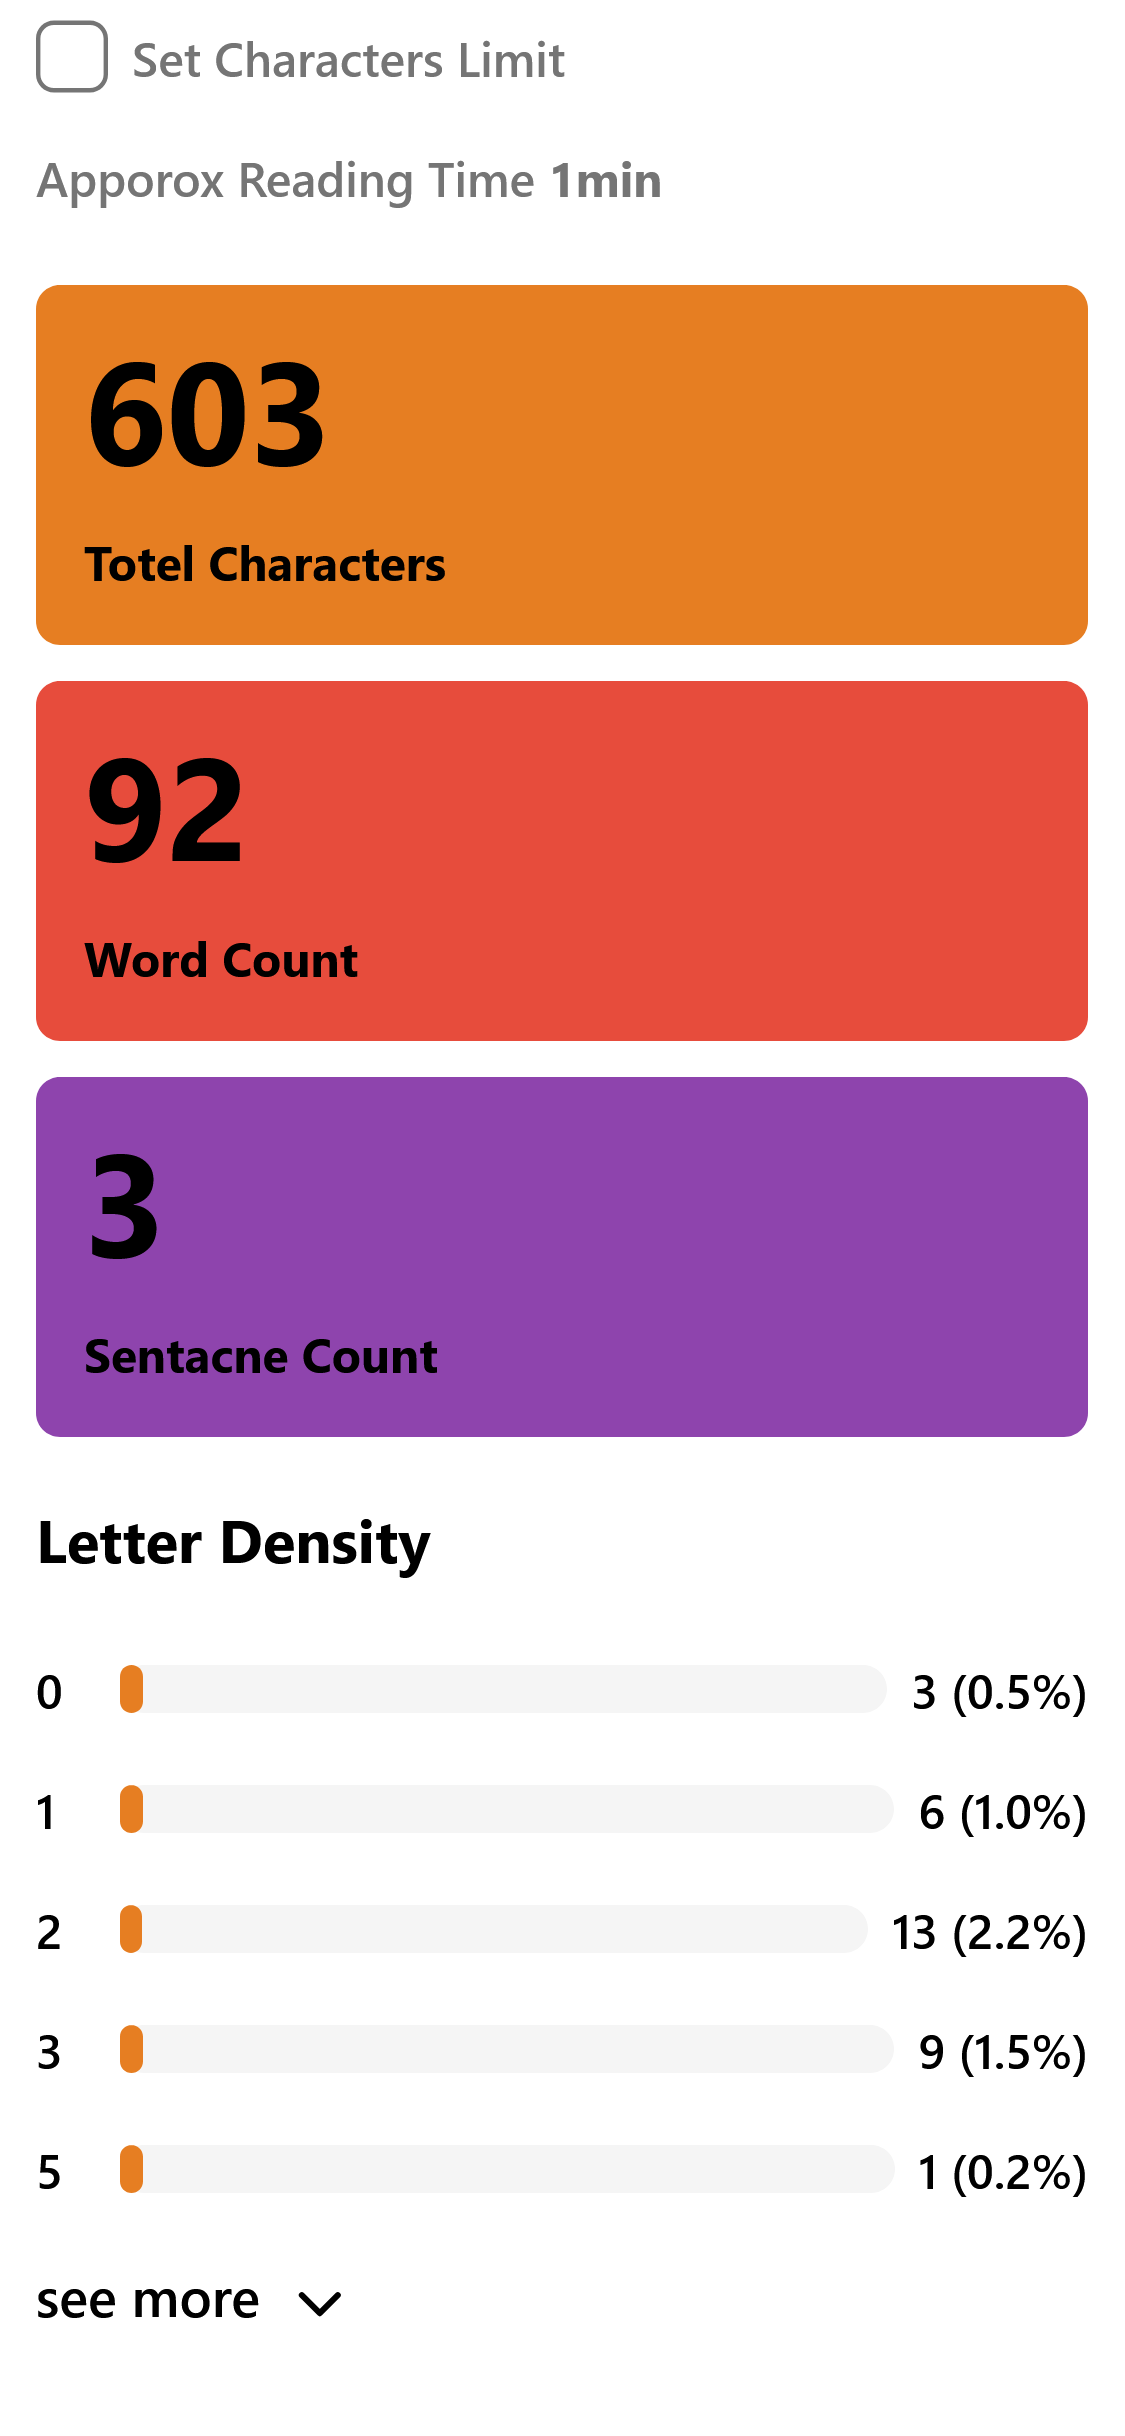 Set Characters Limit
Apporox Reading Time 1min
603
Totel Characters
92
Word Count
3
Sentacne Count
Letter Density
0 3 (0.5%)
1 6 (1.0%)
2 13 (2.2%)
3 9 (1.5%)
5 1 (0.2%)
see more